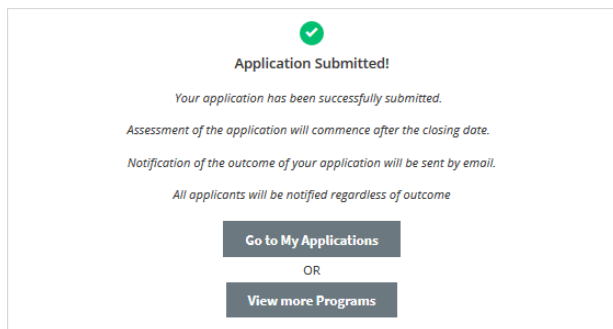 Application Submitted!
Your application has been successfully submitted.
Assessment of the application will commence after the closing date.
Notification of the outcome of your application will be sent by email.
All applicants will be notified regardless of outcome
Go to My Applications
OR
View more Programs